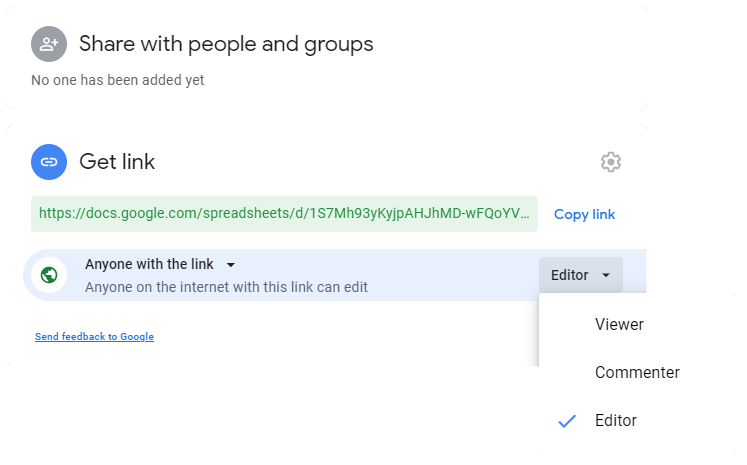 Share with people and groups
No one has been added yet
Get link
https://docs.google.com/spreadsheets/d/1S7Mh93yKyjpAHJhMD-wFQoYV...
Copy link
Anyone with the link
Anyone on the internet with this link can edit
Editor
Viewer
Commenter
Editor
Send feedback to Google